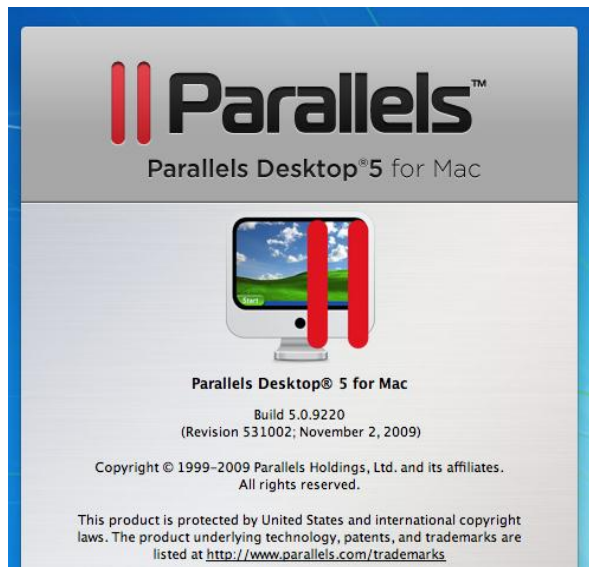 Parallels™
Parallels Desktop®5 for Mac
Start
Parallels Desktop® 5 for Mac
Build 5.0.9220
(Revision 531002; November 2, 2009)
Copyright © 1999–2009 Parallels Holdings, Ltd. and its affiliates.
All rights reserved.
This product is protected by United States and international copyright
laws. The product underlying technology, patents, and trademarks are
listed at http://www.parallels.com/trademarks